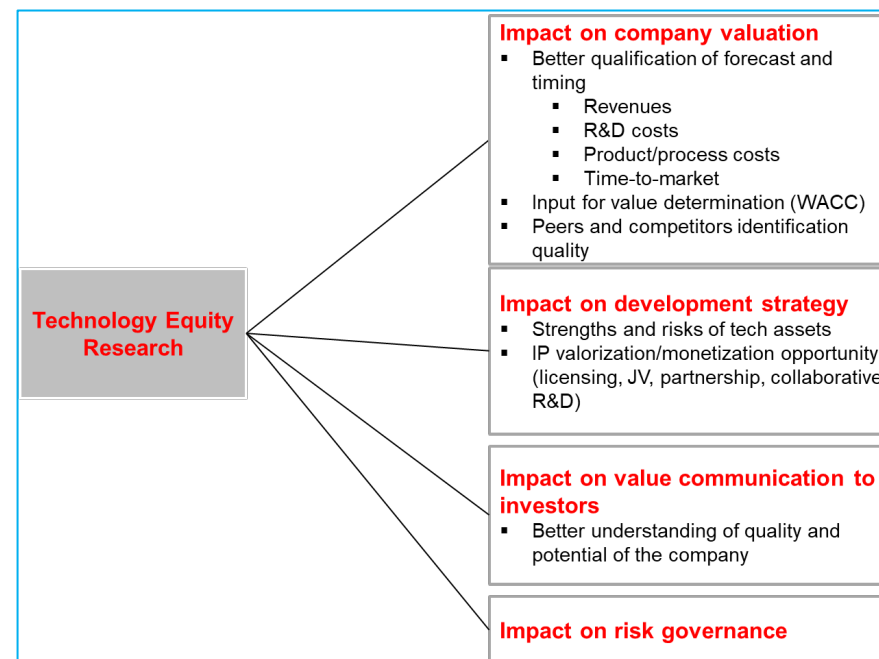 Impact on company valuation
▪ Better qualification of forecast and
timing
▪ Revenues
▪ R&D costs
▪ Product/process costs
▪ Time-to-market
▪ Input for value determination (WACC)
▪ Peers and competitors identification
quality
Technology Equity
Research
Impact on development strategy
▪ Strengths and risks of tech assets
▪ IP valorization/monetization opportunity
(licensing, JV, partnership, collaborative
R&D)
Impact on value communication to
investors
▪ Better understanding of quality and
potential of the company
Impact on risk governance